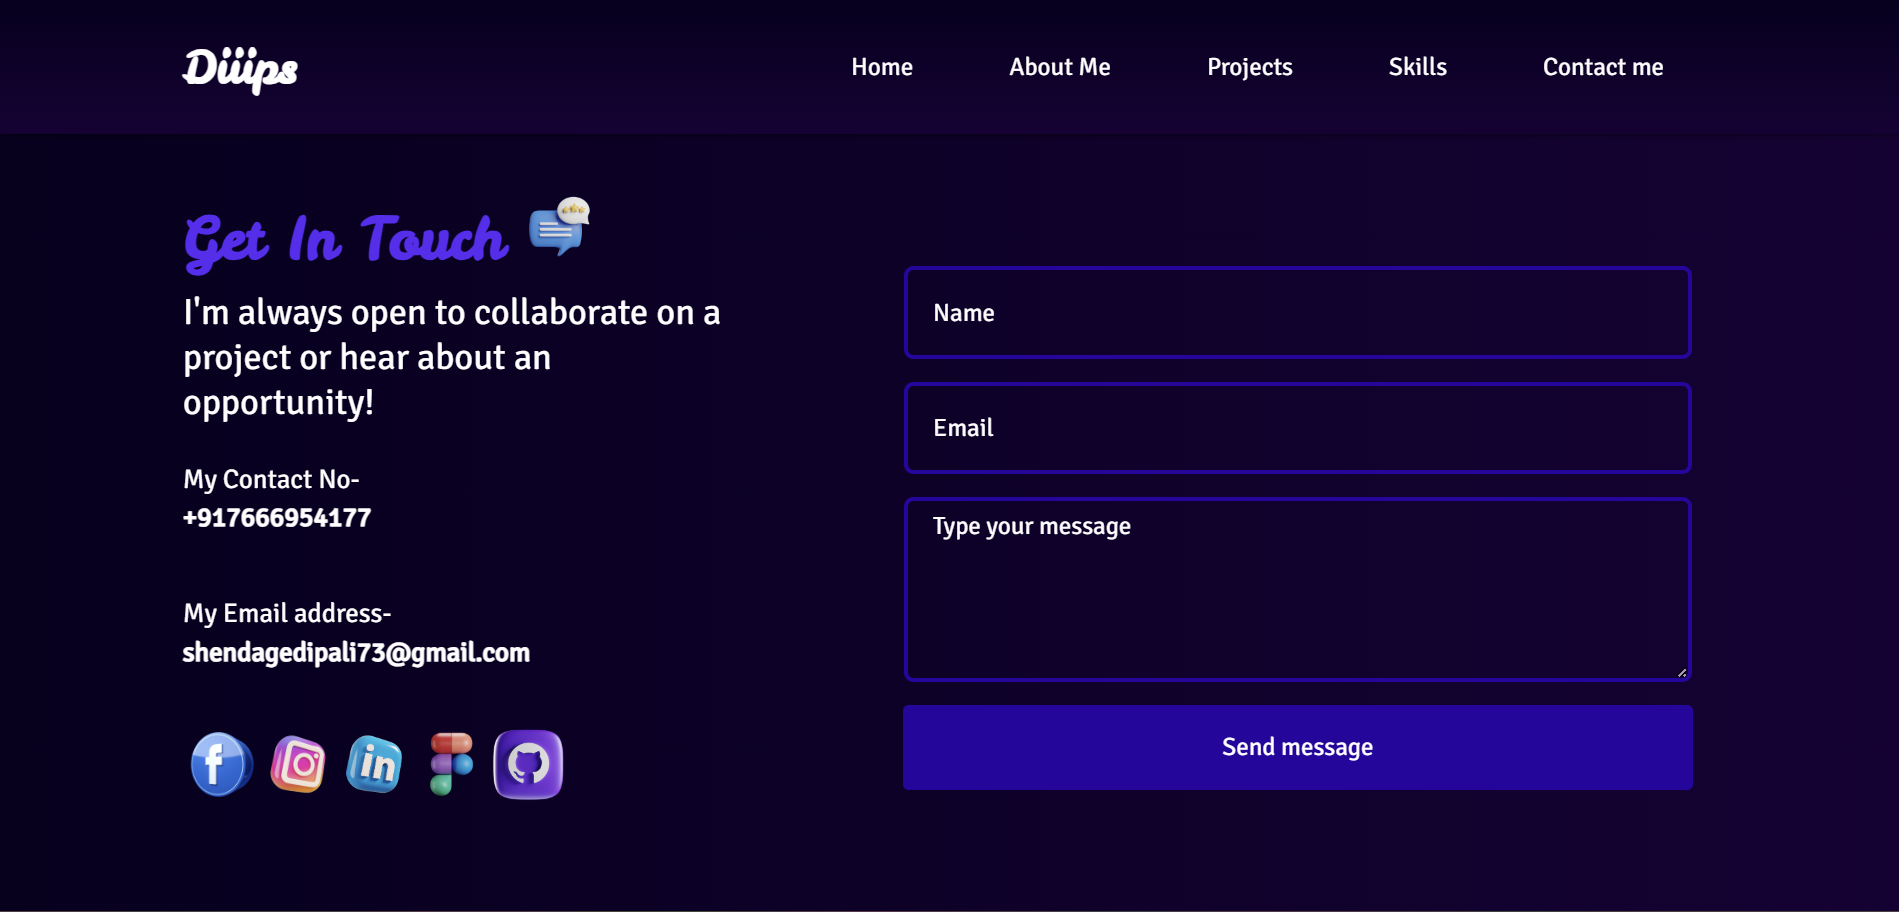 Diiips
Home About Me Projects Skills Contact me
Get In Touch
I'm always open to collaborate on a
project or hear about an
opportunity!
My Contact No-
+917666954177
My Email address-
shendagedipali73@gmail.com
f in
Name
Email
Type your message
Send message